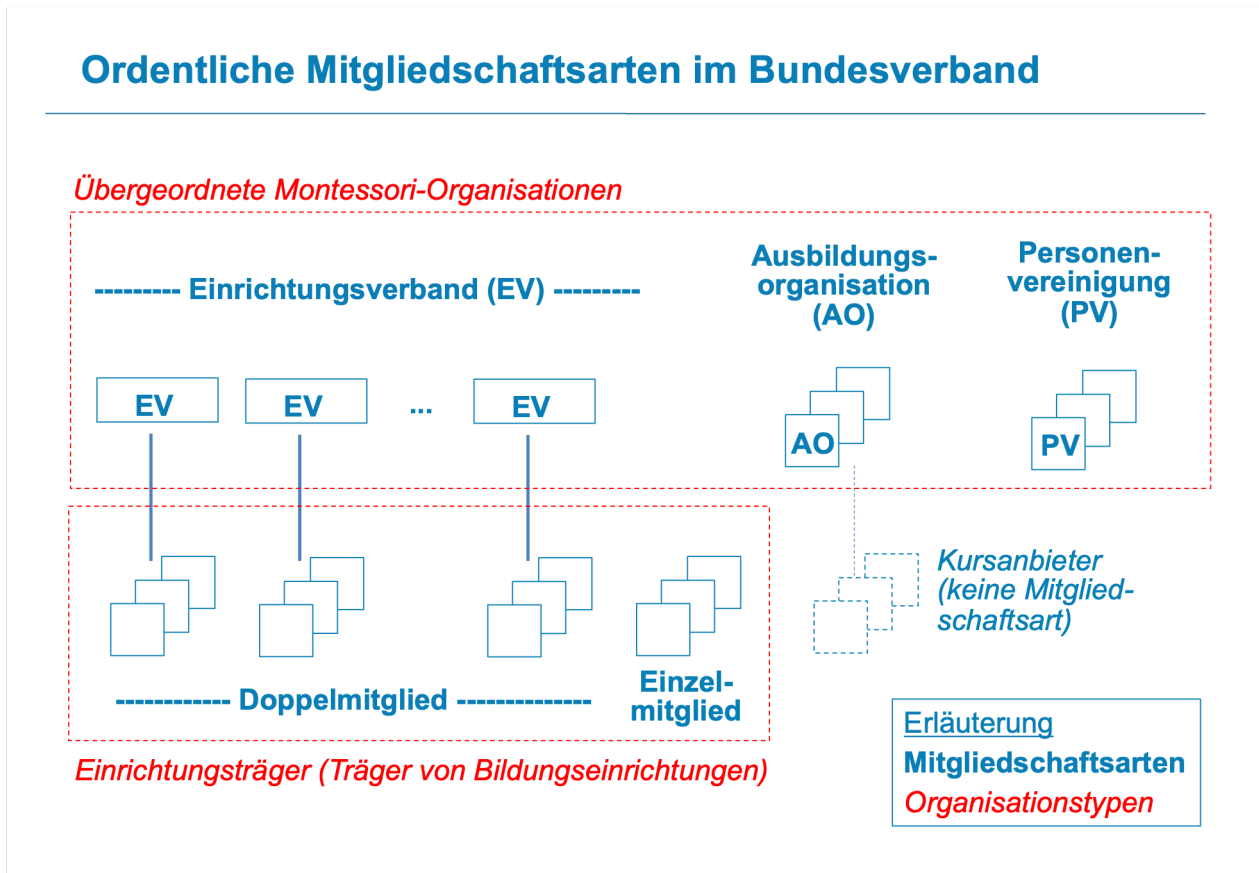 Ordentliche Mitgliedschaftsarten im Bundesverband
Übergeordnete Montessori-Organisationen
--------- Einrichtungsverband (EV) ---------
Ausbildungs-
organisation
(AO)
Personen-
vereinigung
(PV)
EV
EV
...
EV
AO
PV
Kursanbieter
(keine Mitglied-
schaftsart)
------------ Doppelmitglied --------------
Einzel-
mitglied
Einrichtungsträger (Träger von Bildungseinrichtungen)
Erläuterung
Mitgliedschaftsarten
Organisationstypen